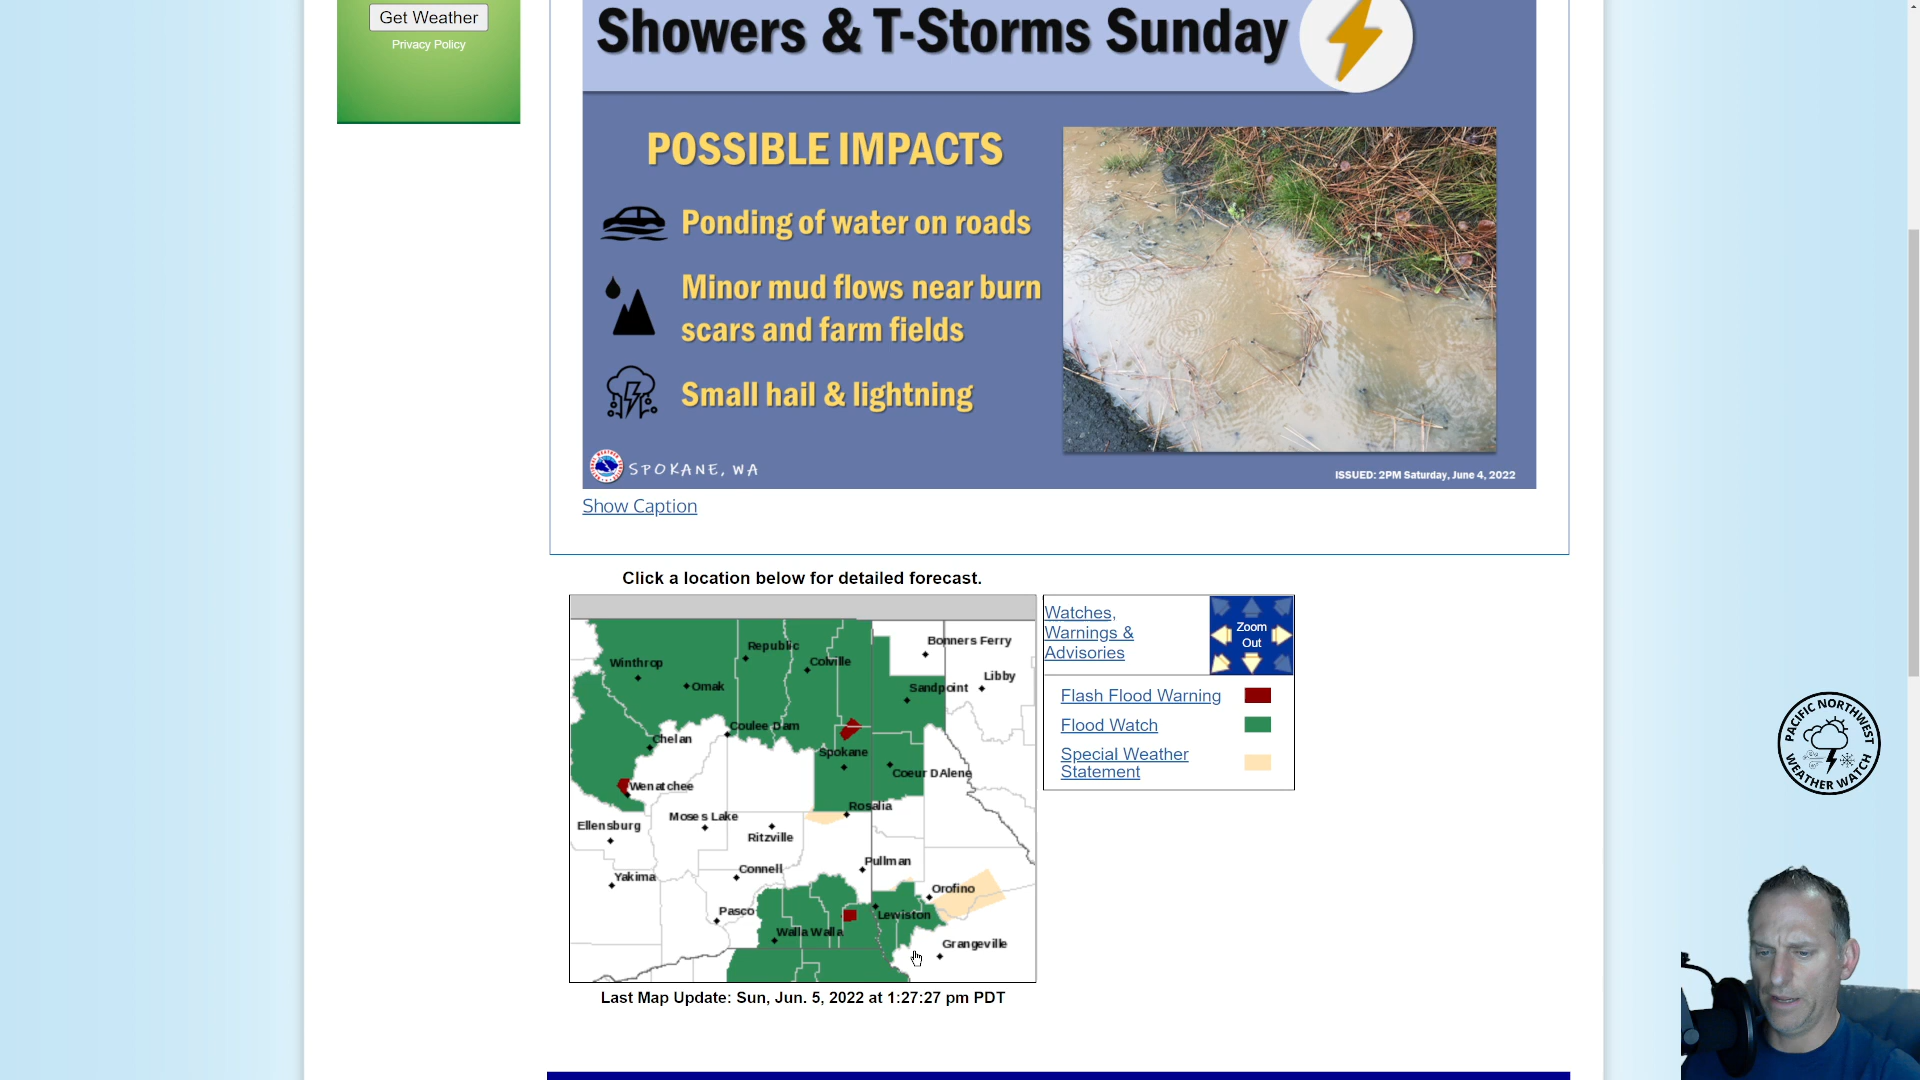 Get Weather
Privacy Policy
Showers & T-Storms Sunday
POSSIBLE IMPACTS
Ponding of water on roads
Minor mud flows near burn
scars and farm fields
Small hail & lightning
SPOKANE, WA
ISSUED: 2PM Saturday, June 4, 2022
Show Caption
Click a location below for detailed forecast.
Bonners Ferry
Republic
Colville
Winthrop
Libby
Omak
Sandpoint
Coulee Dam
Chelan
Spokane
Coeur DAlene
Wenatchee
Rosalia
Moses Lake
Ellensburg
Ritzville
Pullman
Connell
Yakima
Orofino
Pasco
Lewiston
Walla Walla
Grangeville
Last Map Update: Sun, Jun. 5, 2022 at 1:27:27 pm PDT
Watches,
Warnings &
Advisories
Zoom
Out
Flash Flood Warning
Flood Watch
Special Weather
Statement
PACIFIC NORTHWEST
WEATHER WATCH